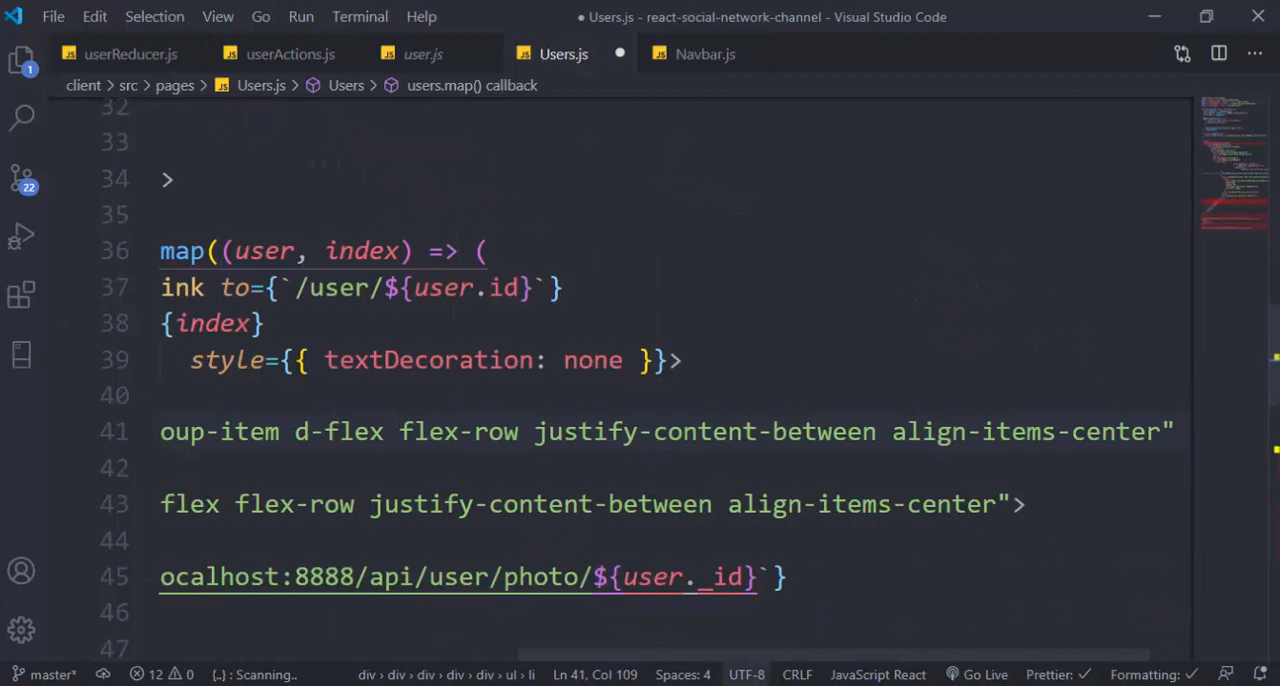 File Edit Selection View Go Run Terminal Help
● Users.js - react-social-network-channel - Visual Studio Code
JS userReducer.js JS userActions.js JS user.js JS Users.js ● JS Navbar.js
client > src > pages > JS Users.js > Users > users.map() callback
1
22
32
33
34 >
35
36 map((user, index) => (
37 ink to={`/user/${user.id}`}
38 {index}
39 style={{ textDecoration: none }}>
40
41 oup-item d-flex flex-row justify-content-between align-items-center"
42
43 flex flex-row justify-content-between align-items-center">
44
45 ocalhost:8888/api/user/photo/${user._id}`}
46
47
master* 12 0 {..} : Scanning.. div › div › div › div › ul › li Ln 41, Col 109 Spaces: 4 UTF-8 CRLF JavaScript React Go Live Prettier: ✓ Formatting: ✓